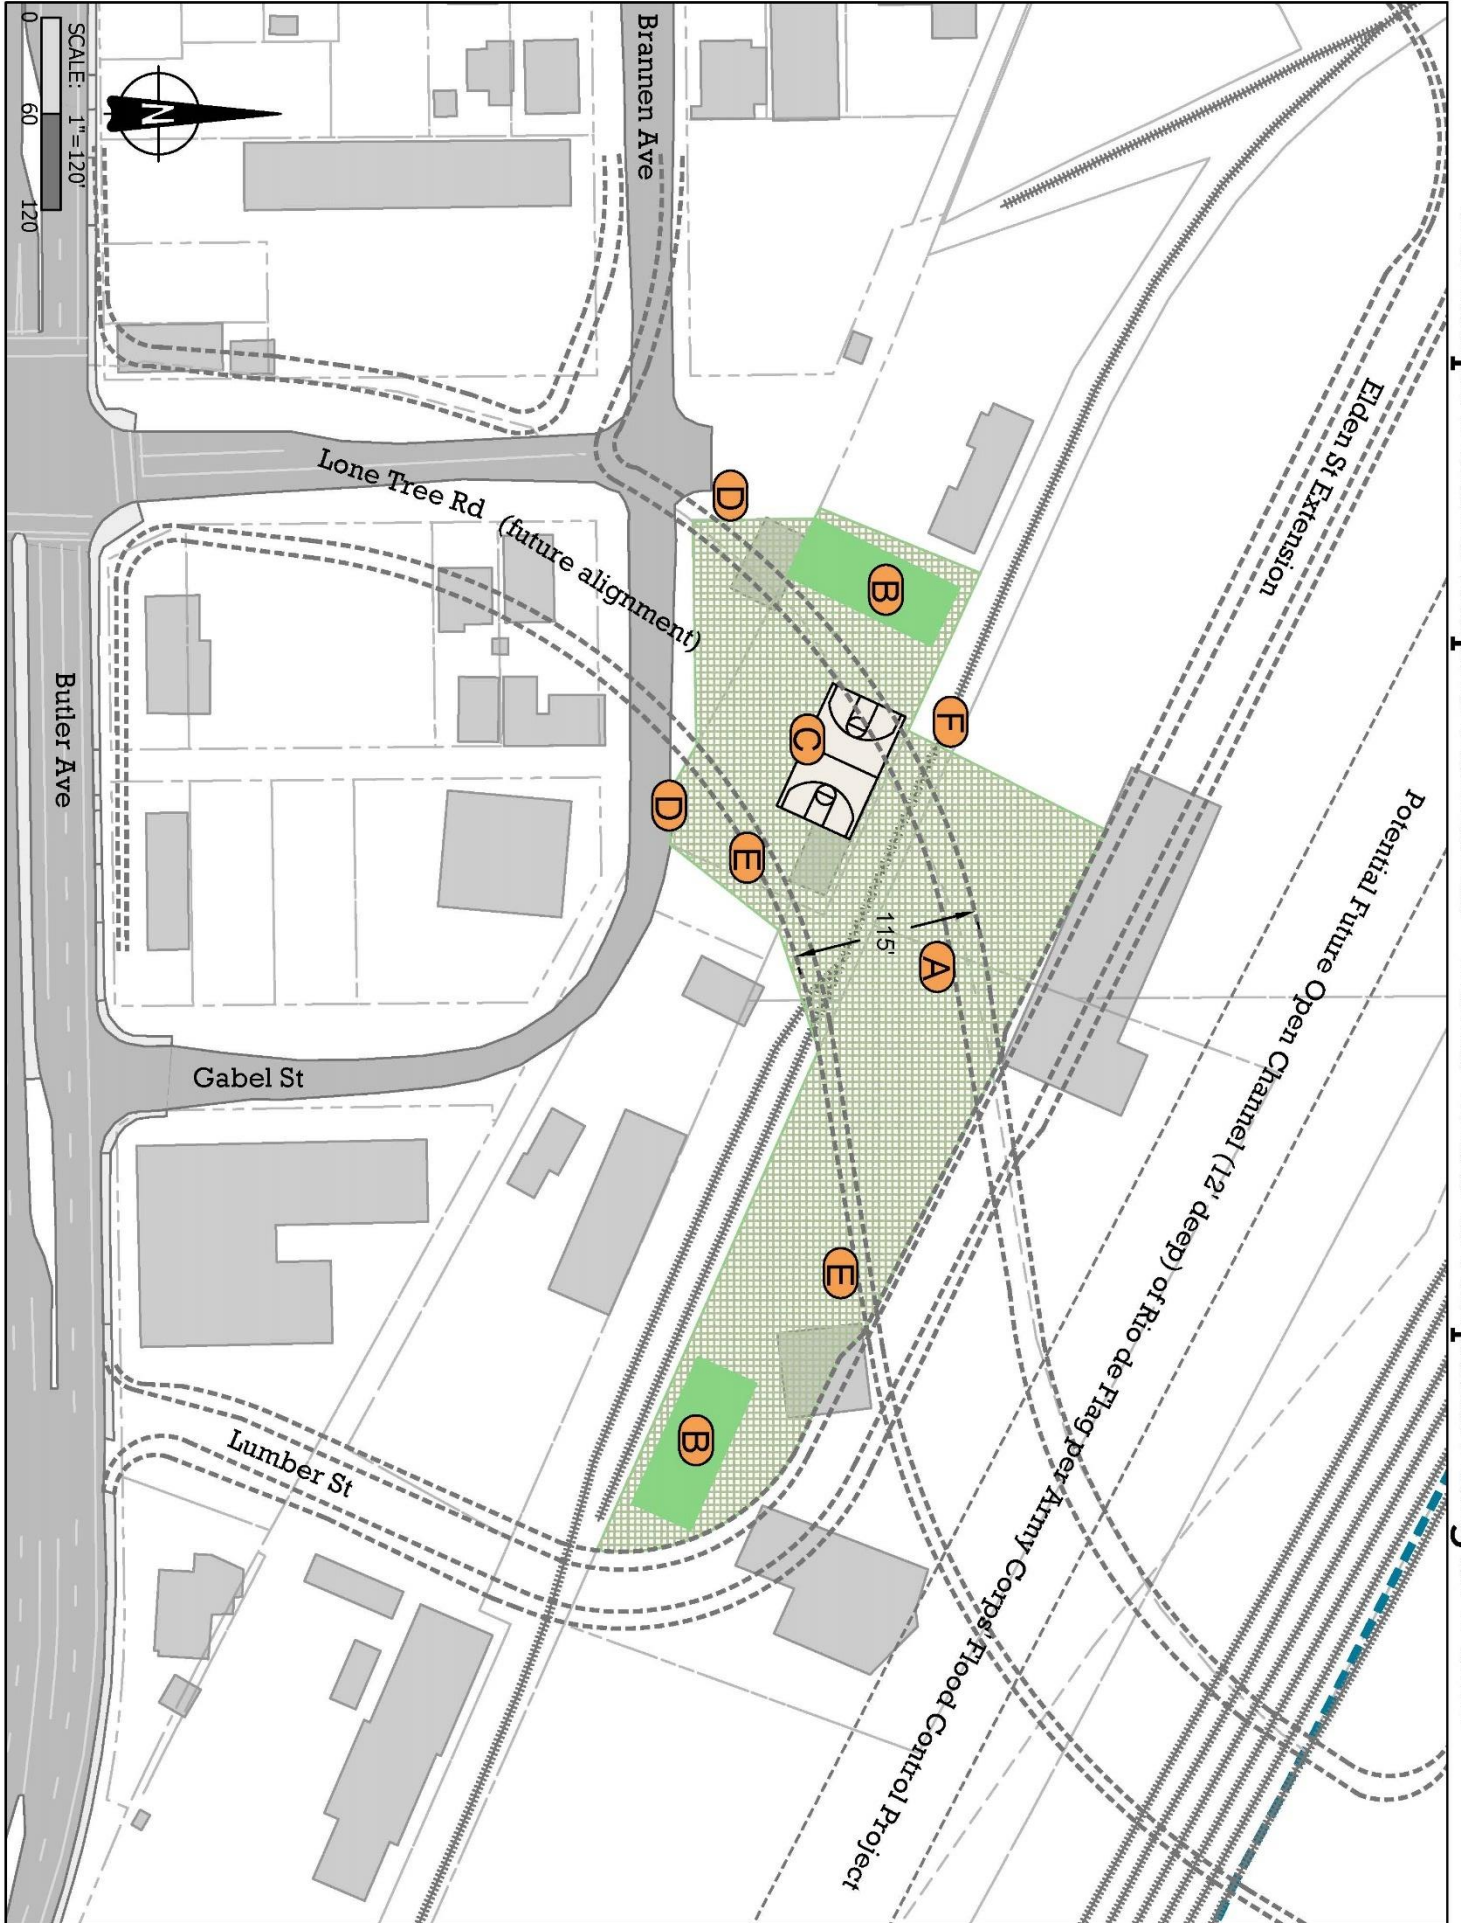 Potential Future Open Channel (12' deep) of Rio de Flag per Army Corps' Flood Control Project
Elden St Extension
F
A
B
115'
E
C
E
D
B
D
Brannen Ave
Lone Tree Rd (future alignment)
Lumber St
Gabel St
N
SCALE: 1"=120'
Butler Ave
0 60 120